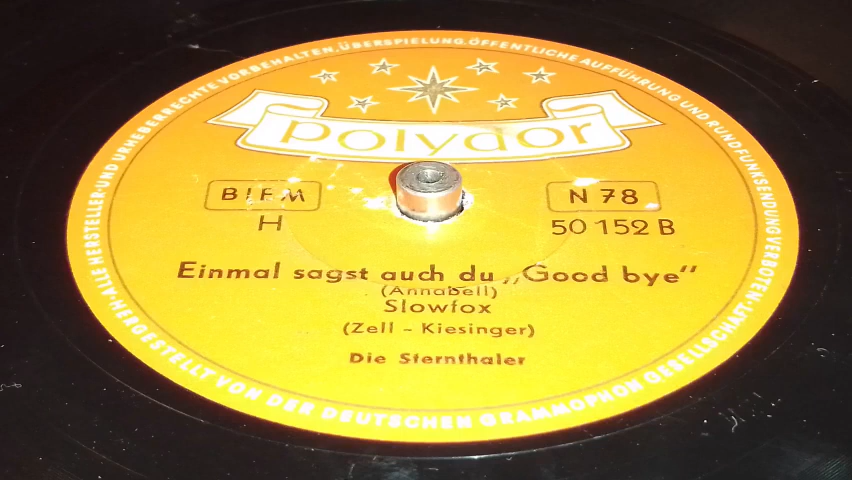 ALLE HERSTELLER- UND URHEBERRECHTE VORBEHALTEN. ÜBERSPIELUNG, ÖFFENTLICHE AUFFÜHRUNG UND RUNDFUNKSENDUNG VERBOTEN.
polydor
BIEM
N 78
H
50 152 B
Einmal sagst auch du „Good bye"
(Annabell)
Slowfox
(Zell - Kiesinger)
Die Sternthaler
HERGESTELLT VON DER DEUTSCHEN GRAMMOPHON GESELLSCHAFT